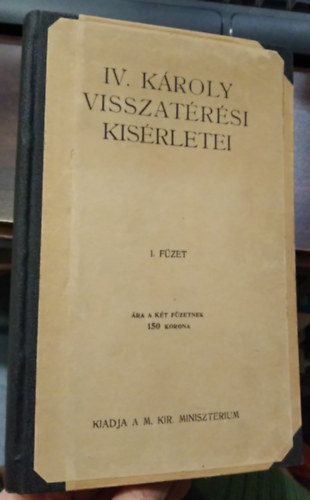 IV. KÁROLY
VISSZATÉRÉSI
KISÉRLETEI
I. FÜZET
ÁRA A KÉT FÜZETNEK
150 KORONA
KIADJA A M. KIR. MINISZTERIUM